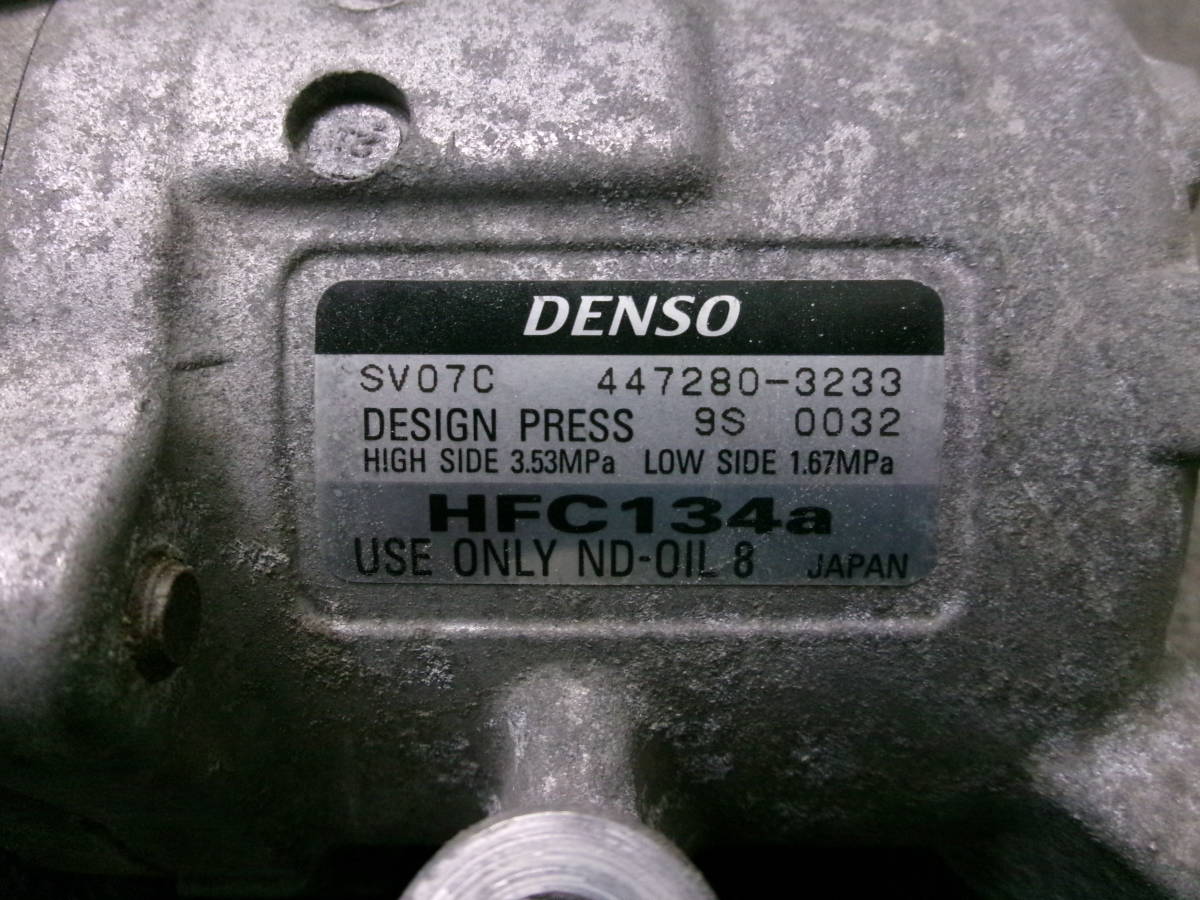 DENSO
SV07C 447280-3233
DESIGN PRESS 9S 0032
HIGH SIDE 3.53MPa LOW SIDE 1.67MPa
HFC134a
USE ONLY ND-OIL 8 JAPAN